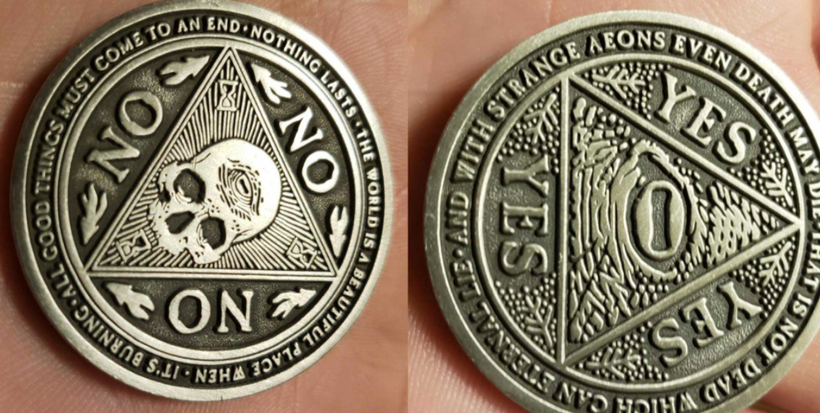 ALL GOOD THINGS MUST COME TO AN END · NOTHING LASTS · THE WORLD IS A BEAUTIFUL PLACE WHEN · IT'S BURNING ·
NO
NO
NO
THAT IS NOT DEAD WHICH CAN ETERNAL LIE · AND WITH STRANGE AEONS EVEN DEATH MAY DIE ·
YES
YES
YES
0